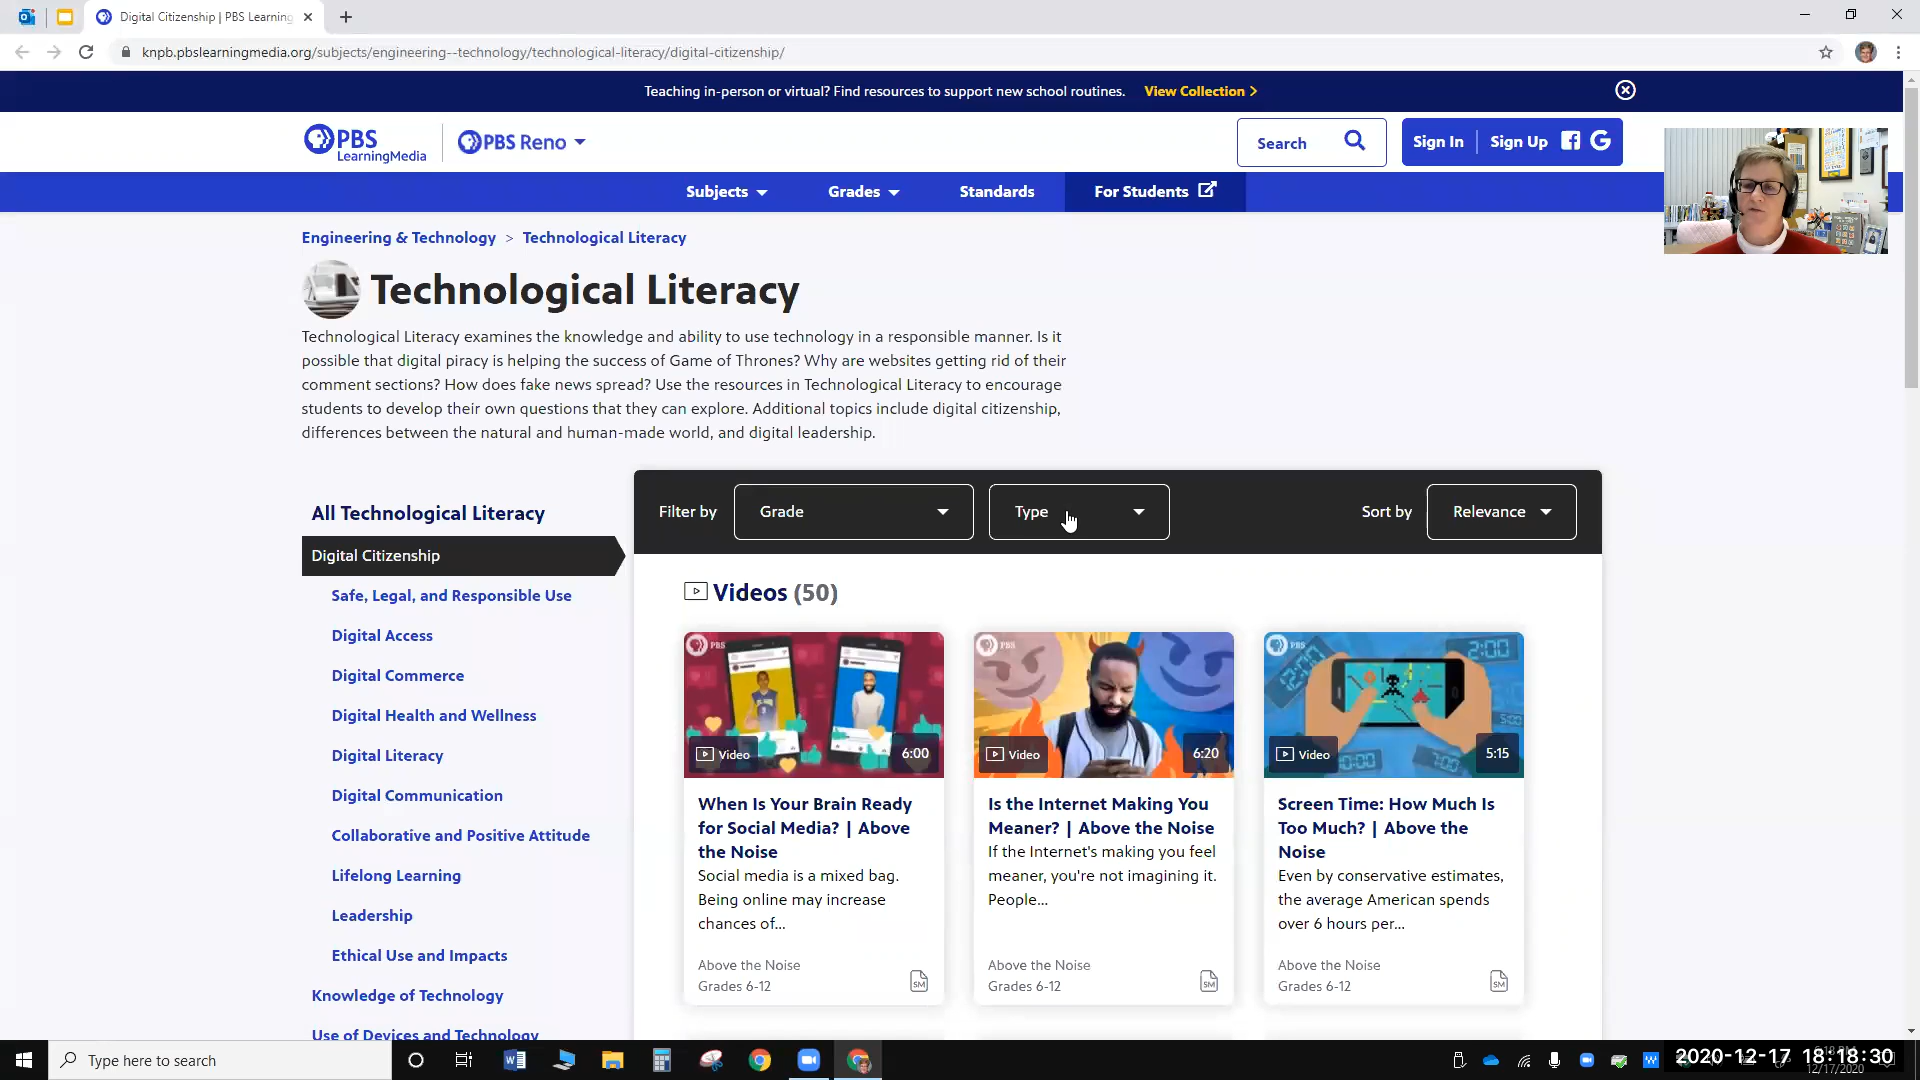 Digital Citizenship | PBS Learning
knpb.pbslearningmedia.org/subjects/engineering--technology/technological-literacy/digital-citizenship/
Teaching in-person or virtual? Find resources to support new school routines. View Collection >
PBS LearningMedia
PBS Reno
Search
Sign In
Sign Up
Subjects
Grades
Standards
For Students
Engineering & Technology > Technological Literacy
Technological Literacy
Technological Literacy examines the knowledge and ability to use technology in a responsible manner. Is it
possible that digital piracy is helping the success of Game of Thrones? Why are websites getting rid of their
comment sections? How does fake news spread? Use the resources in Technological Literacy to encourage
students to develop their own questions that they can explore. Additional topics include digital citizenship,
differences between the natural and human-made world, and digital leadership.
All Technological Literacy
Digital Citizenship
Safe, Legal, and Responsible Use
Digital Access
Digital Commerce
Digital Health and Wellness
Digital Literacy
Digital Communication
Collaborative and Positive Attitude
Lifelong Learning
Leadership
Ethical Use and Impacts
Knowledge of Technology
Use of Devices and Technology
Filter by
Grade
Type
Sort by
Relevance
Videos (50)
PBS
Video
6:00
When Is Your Brain Ready
for Social Media? | Above
the Noise
Social media is a mixed bag.
Being online may increase
chances of...
Above the Noise
Grades 6-12
SM
PBS
Video
6:20
Is the Internet Making You
Meaner? | Above the Noise
If the Internet's making you feel
meaner, you're not imagining it.
People...
Above the Noise
Grades 6-12
SM
PBS
2:00
2:00
Video
5:15
Screen Time: How Much Is
Too Much? | Above the
Noise
Even by conservative estimates,
the average American spends
over 6 hours per...
Above the Noise
Grades 6-12
SM
Type here to search
2020-12-17 18:18:30
12/17/2020